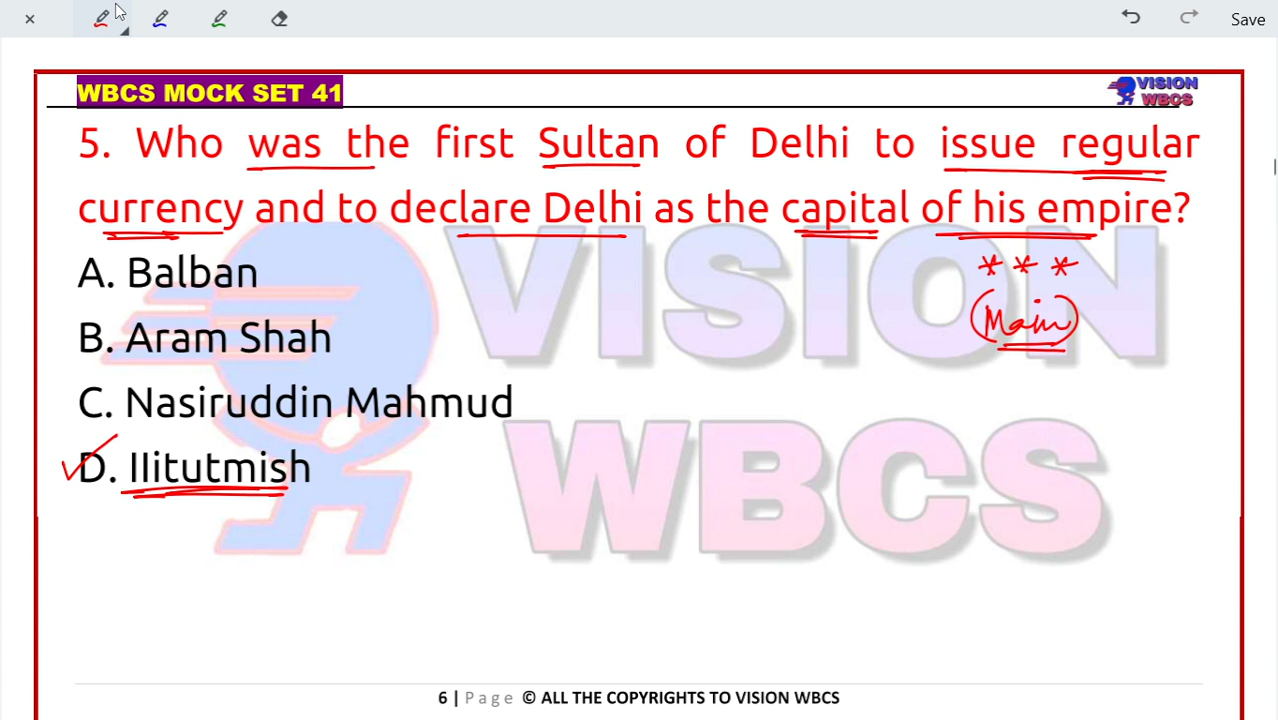 Save
WBCS MOCK SET 41
VISION
WBCS
5. Who was the first Sultan of Delhi to issue regular
currency and to declare Delhi as the capital of his empire?
* * *
A. Balban
(Main)
B. Aram Shah
C. Nasiruddin Mahmud
D. IIitutmish
VISION
WBCS
6 | Page © ALL THE COPYRIGHTS TO VISION WBCS